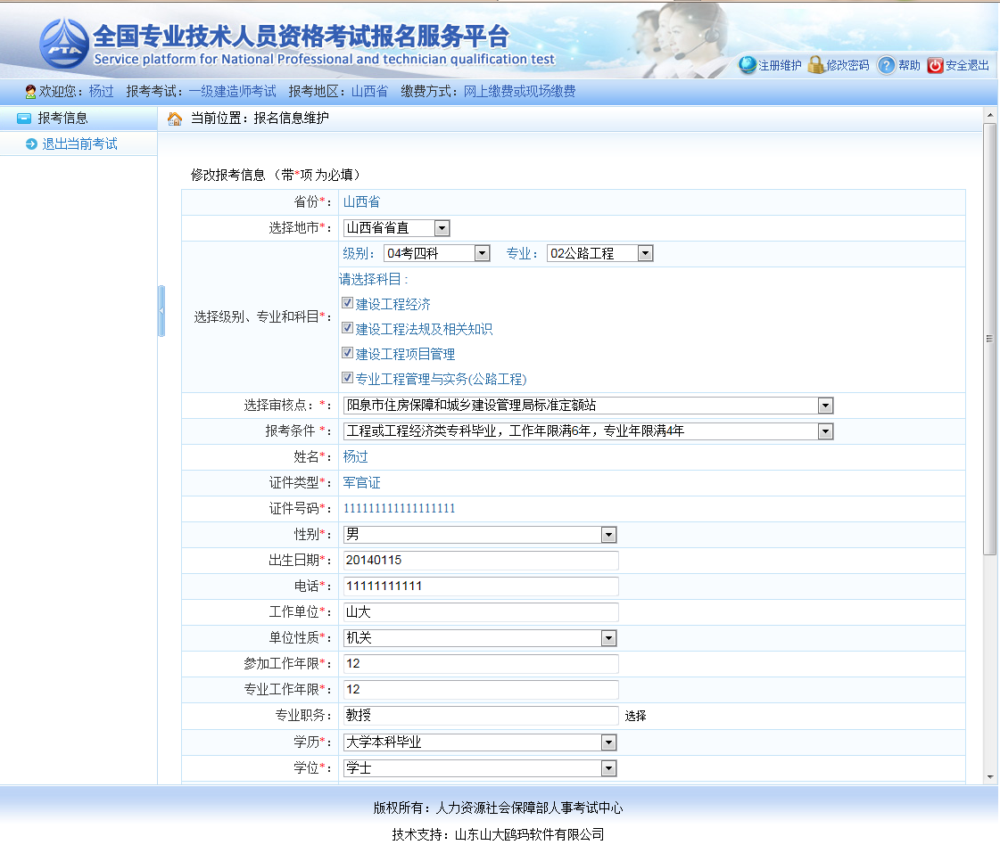 全国专业技术人员资格考试报名服务平台
PTA
Service platform for National Professional and technician qualification test
注册维护 修改密码 帮助 安全退出
欢迎您：杨过 报考考试：一级建造师考试 报考地区：山西省 缴费方式：网上缴费或现场缴费
报考信息
退出当前考试
当前位置：报名信息维护
修改报考信息 （带*项 为必填）
省份*： 山西省
选择地市*： 山西省省直
选择级别、专业和科目*：
级别： 04考四科 专业： 02公路工程
请选择科目 :
建设工程经济
建设工程法规及相关知识
建设工程项目管理
专业工程管理与实务(公路工程)
选择审核点：*： 阳泉市住房保障和城乡建设管理局标准定额站
报考条件 *： 工程或工程经济类专科毕业，工作年限满6年，专业年限满4年
姓名*： 杨过
证件类型*： 军官证
证件号码*： 111111111111111111
性别*： 男
出生日期*： 20140115
电话*： 11111111111
工作单位*： 山大
单位性质*： 机关
参加工作年限*： 12
专业工作年限*： 12
专业职务： 教授 选择
学历*： 大学本科毕业
学位*： 学士
版权所有：人力资源社会保障部人事考试中心
技术支持：山东山大鸥玛软件有限公司